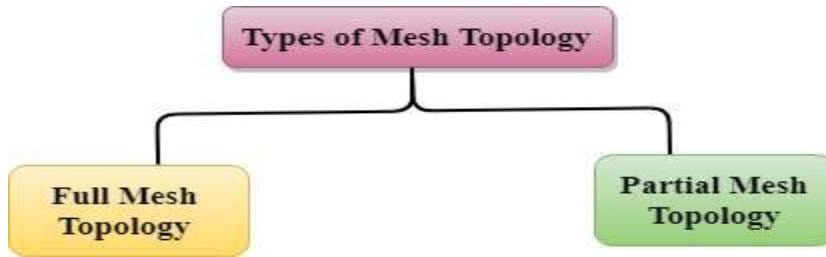 Types of Mesh Topology
Full Mesh
Topology
Partial Mesh
Topology